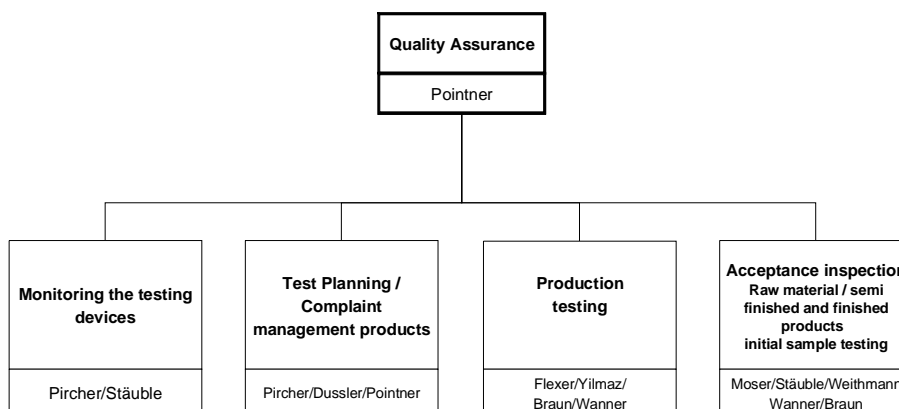 Quality Assurance
Pointner
Monitoring the testing
devices
Pircher/Stäuble
Test Planning /
Complaint
management products
Pircher/Dussler/Pointner
Production
testing
Flexer/Yilmaz/
Braun/Wanner
Acceptance inspection
Raw material / semi
finished and finished
products
initial sample testing
Moser/Stäuble/Weithmann
Wanner/Braun